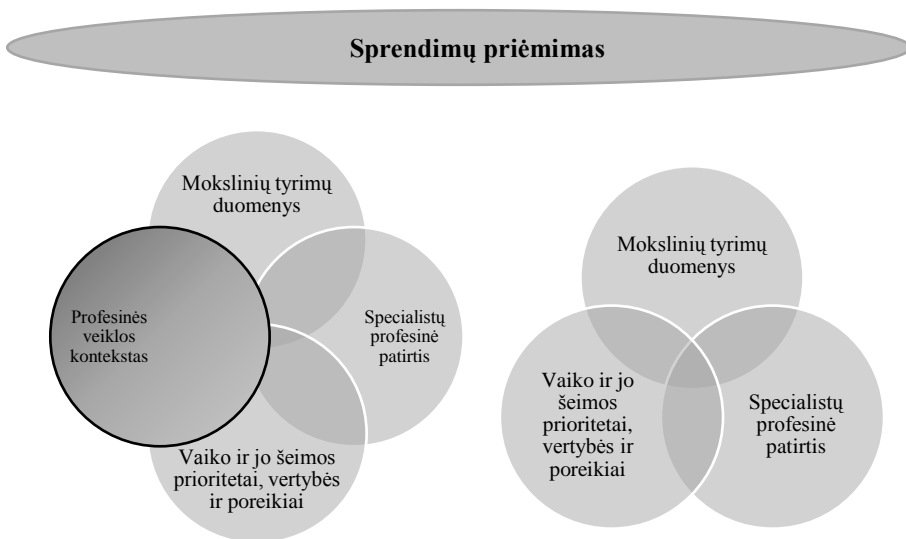 Sprendimų priėmimas
Mokslinių tyrimų
duomenys
Profesinės
veiklos
kontekstas
Specialistų
profesinė
patirtis
Vaiko ir jo šeimos
prioritetai, vertybės
ir poreikiai
Mokslinių tyrimų
duomenys
Vaiko ir jo
šeimos
prioritetai,
vertybės ir
poreikiai
Specialistų
profesinė
patirtis